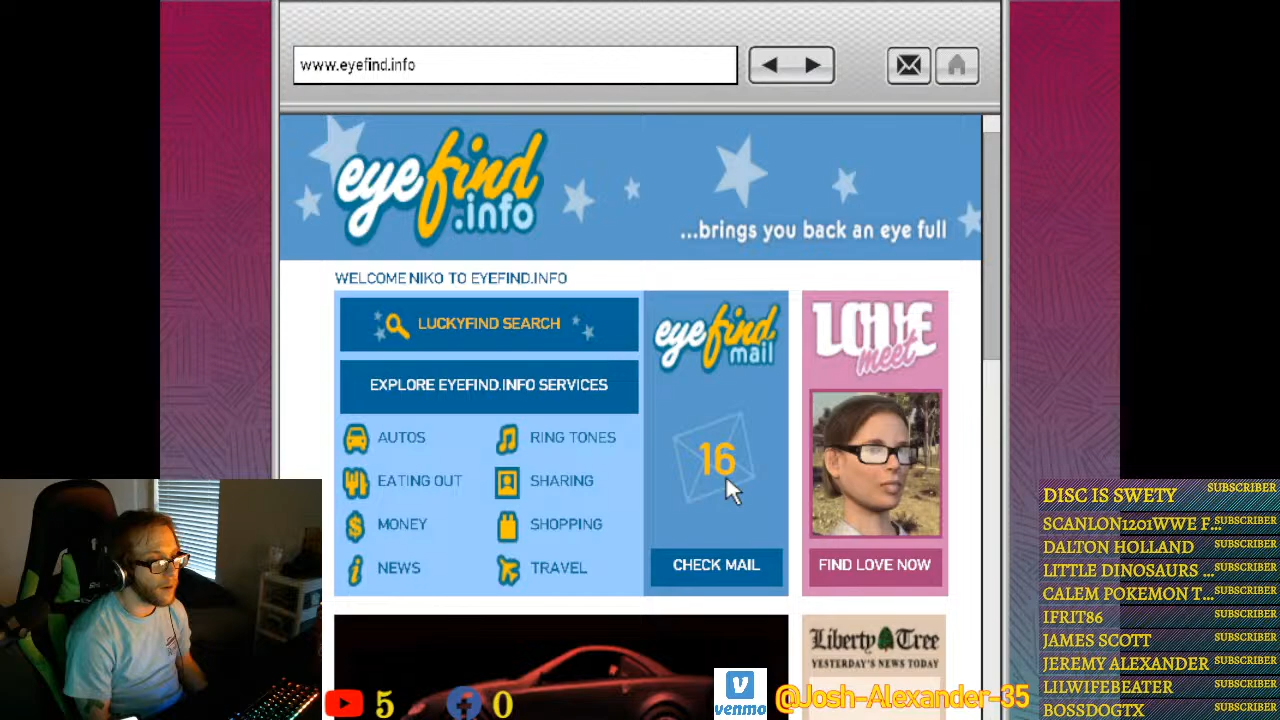 www.eyefind.info
eyefind
.info
...brings you back an eye full
WELCOME NIKO TO EYEFIND.INFO
LUCKYFIND SEARCH
EXPLORE EYEFIND.INFO SERVICES
AUTOS
RING TONES
EATING OUT
SHARING
MONEY
SHOPPING
NEWS
TRAVEL
eyefind
mail
16
CHECK MAIL
LOVE
meet
FIND LOVE NOW
Liberty Tree
YESTERDAY'S NEWS TODAY
DISC IS SWETY SUBSCRIBER
SCANLON1201WWE F... SUBSCRIBER
DALTON HOLLAND SUBSCRIBER
LITTLE DINOSAURS ... SUBSCRIBER
CALEM POKEMON T... SUBSCRIBER
IFRIT86 SUBSCRIBER
JAMES SCOTT SUBSCRIBER
JEREMY ALEXANDER SUBSCRIBER
LILWIFEBEATER SUBSCRIBER
BOSSDOGTX SUBSCRIBER
5
0
venmo
@Josh-Alexander-35